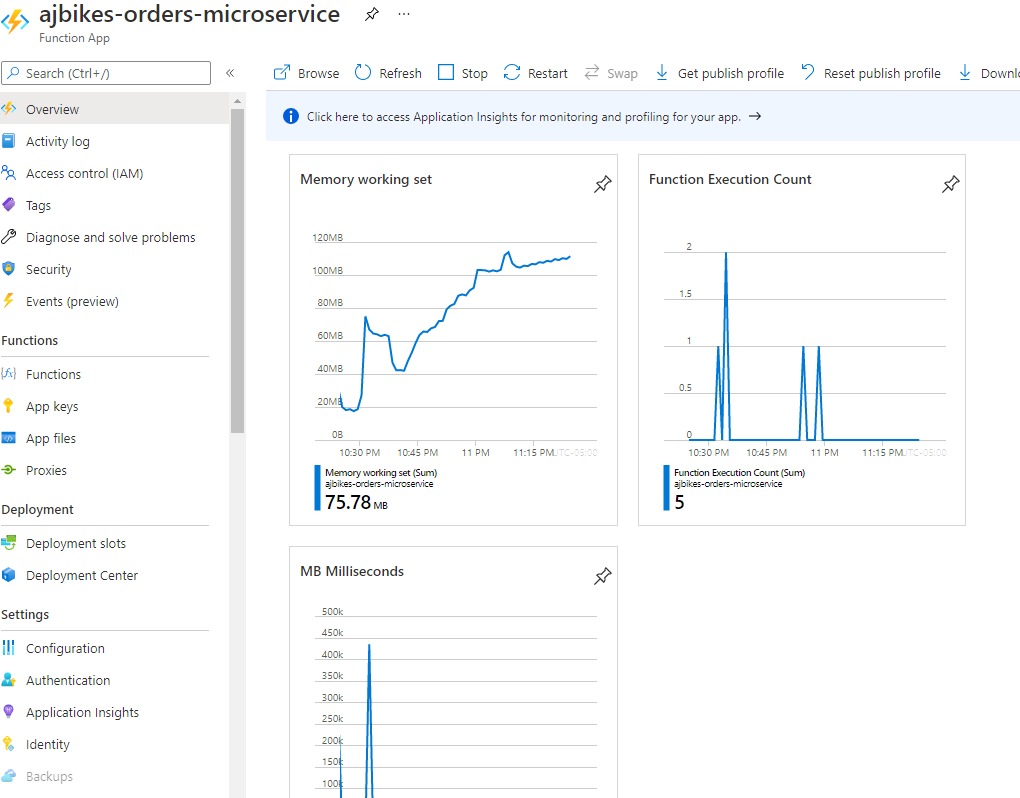 ajbikes-orders-microservice
...
Function App
Search (Ctrl+/)
«
Browse
Refresh
Stop
Restart
Swap
Get publish profile
Reset publish profile
Downlo
Click here to access Application Insights for monitoring and profiling for your app. →
Overview
Activity log
Access control (IAM)
Tags
Diagnose and solve problems
Security
Events (preview)
Functions
Functions
App keys
App files
Proxies
Deployment
Deployment slots
Deployment Center
Settings
Configuration
Authentication
Application Insights
Identity
Backups
Memory working set
120MB
100MB
80MB
60MB
40MB
20MB
0B
10:30 PM
10:45 PM
11 PM
11:15 PM
UTC-05:00
Memory working set (Sum)
ajbikes-orders-microservice
75.78 MB
Function Execution Count
2
1.5
1
0.5
0
10:30 PM
10:45 PM
11 PM
11:15 PM
UTC-05:00
Function Execution Count (Sum)
ajbikes-orders-microservice
5
MB Milliseconds
500k
450k
400k
350k
300k
250k
200k
150k
100k